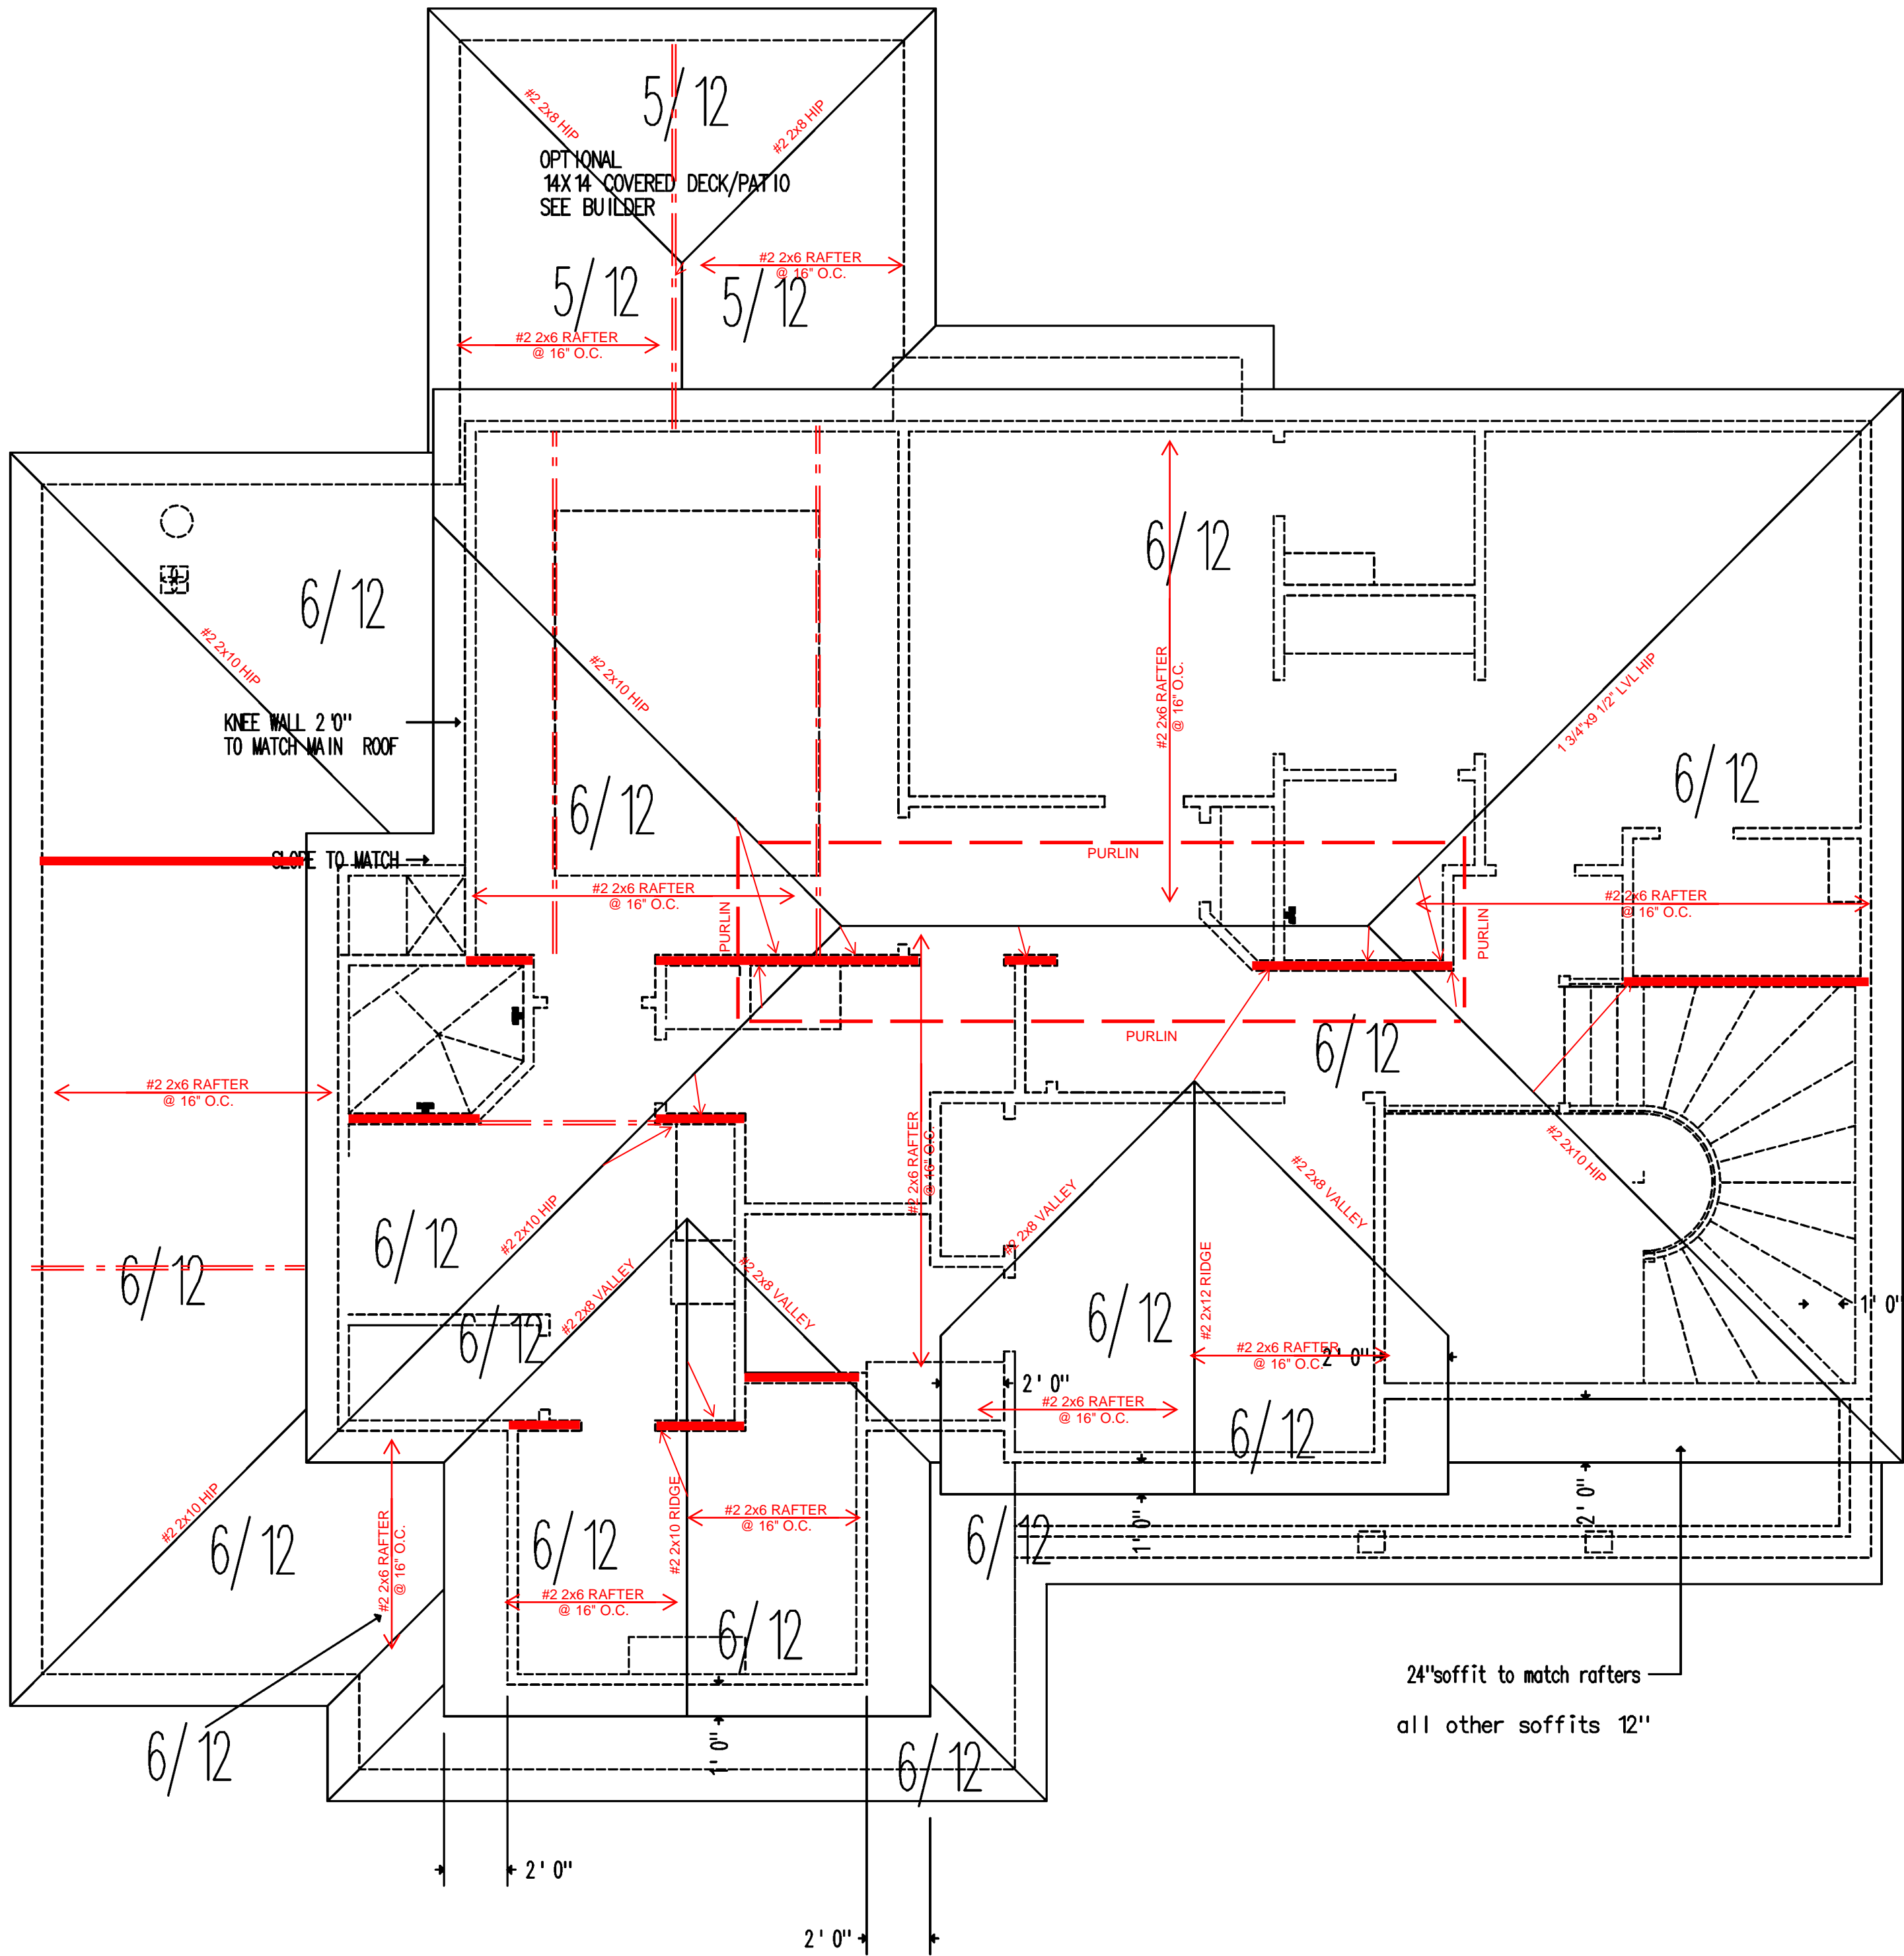 5/12
#2 2x8 HIP
#2 2x8 HIP
OPTIONAL
14X14 COVERED DECK/PATIO
SEE BUILDER
#2 2x6 RAFTER
@ 16" O.C.
5/12
5/12
#2 2x6 RAFTER
@ 16" O.C.
6/12
6/12
#2 2x10 HIP
#2 2x10 HIP
#2 2x6 RAFTER
@ 16" O.C.
1 3/4"x9 1/2" LVL HIP
KNEE WALL 2'0"
TO MATCH MAIN ROOF
6/12
6/12
SLOPE TO MATCH
PURLIN
#2 2x6 RAFTER
@ 16" O.C.
#2 2x6 RAFTER
@ 16" O.C.
PURLIN
PURLIN
PURLIN
6/12
#2 2x6 RAFTER
@ 16" O.C.
#2 2x6 RAFTER
@ 16" O.C.
#2 2x10 HIP
#2 2x10 HIP
#2 2x8 VALLEY
#2 2x8 VALLEY
6/12
6/12
6/12
#2 2x8 VALLEY
#2 2x8 VALLEY
6/12
#2 2x12 RIDGE
1'0"
#2 2x6 RAFTER
@ 16" O.C.
2'0"
2'0"
#2 2x6 RAFTER
@ 16" O.C.
6/12
#2 2x10 HIP
6/12
#2 2x6 RAFTER
@ 16" O.C.
6/12
#2 2x10 RIDGE
#2 2x6 RAFTER
@ 16" O.C.
6/12
1'0"
2'0"
#2 2x6 RAFTER
@ 16" O.C.
6/12
24"soffit to match rafters
all other soffits 12"
6/12
1'0"
6/12
2'0"
2'0"